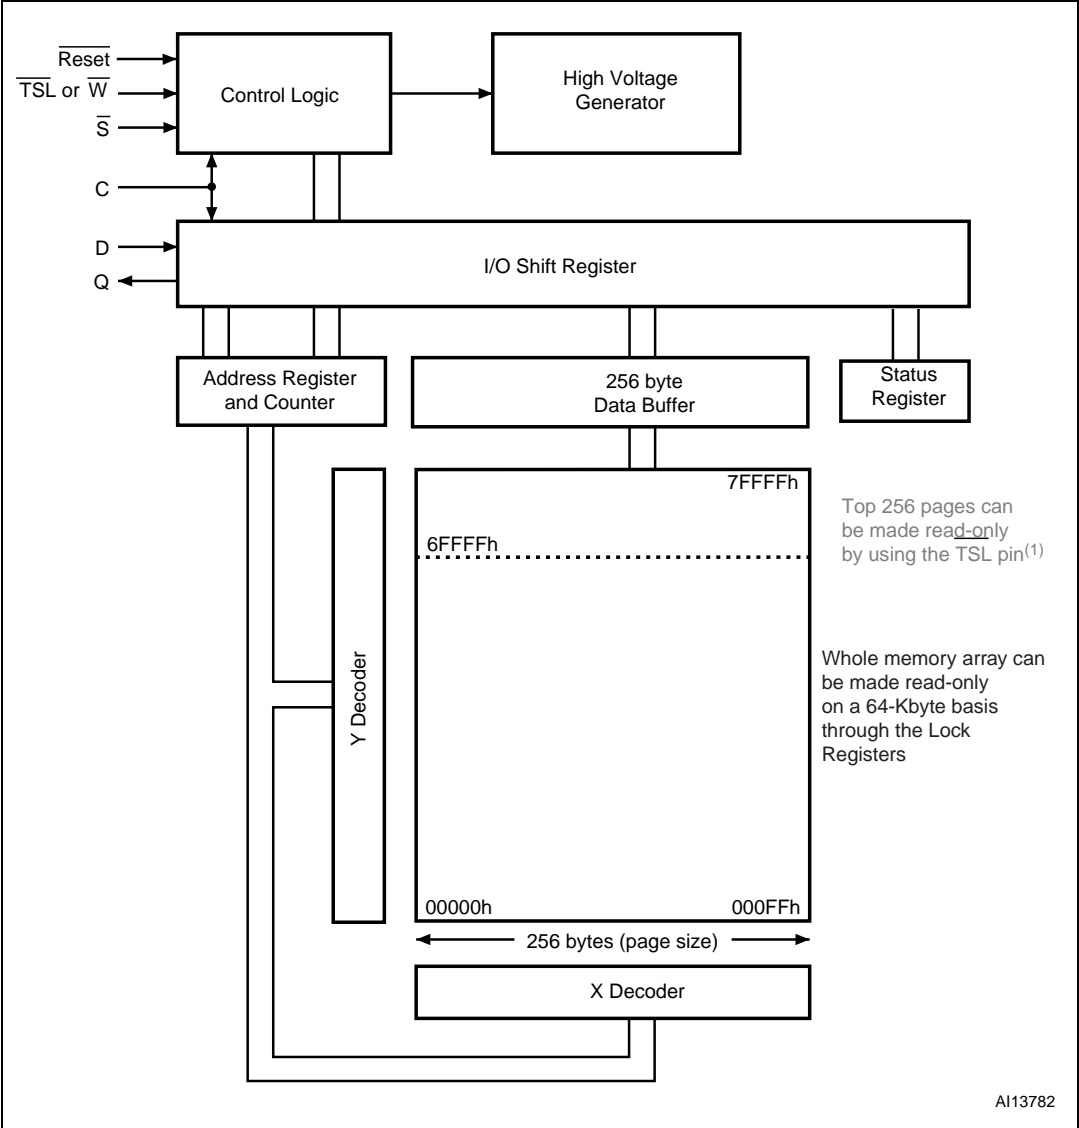 Reset
TSL or W
S
C
D
Q
Control Logic
High Voltage
Generator
I/O Shift Register
Address Register
and Counter
256 byte
Data Buffer
Status
Register
7FFFFh
6FFFFh
Top 256 pages can
be made read-only
by using the TSL pin(1)
Y Decoder
Whole memory array can
be made read-only
on a 64-Kbyte basis
through the Lock
Registers
00000h
000FFh
256 bytes (page size)
X Decoder
AI13782